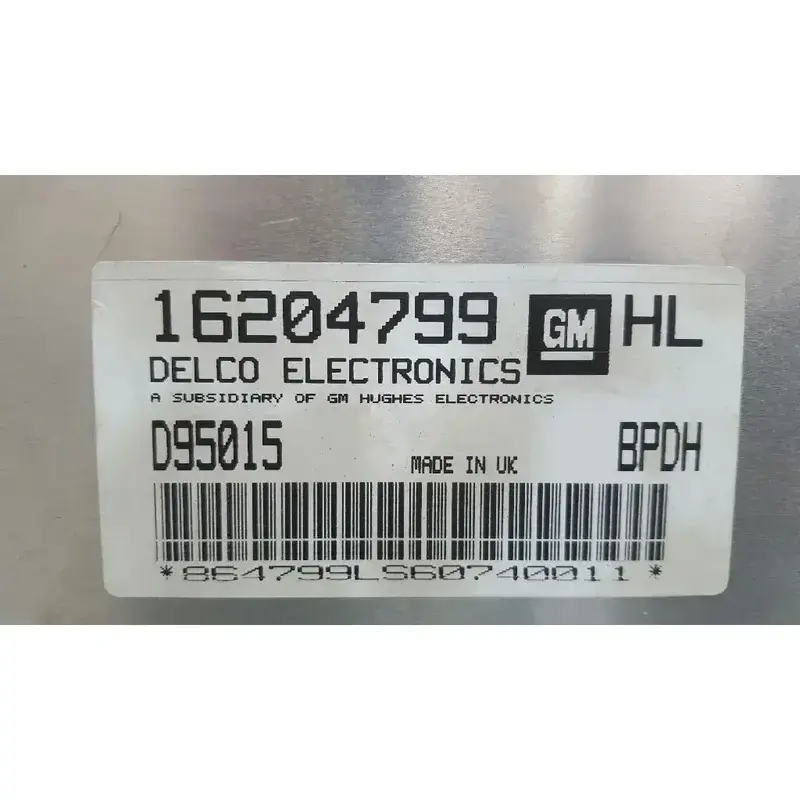 16204799 GM HL
DELCO ELECTRONICS
A SUBSIDIARY OF GM HUGHES ELECTRONICS
D95015 MADE IN UK BPDH
*864799LS60740011*